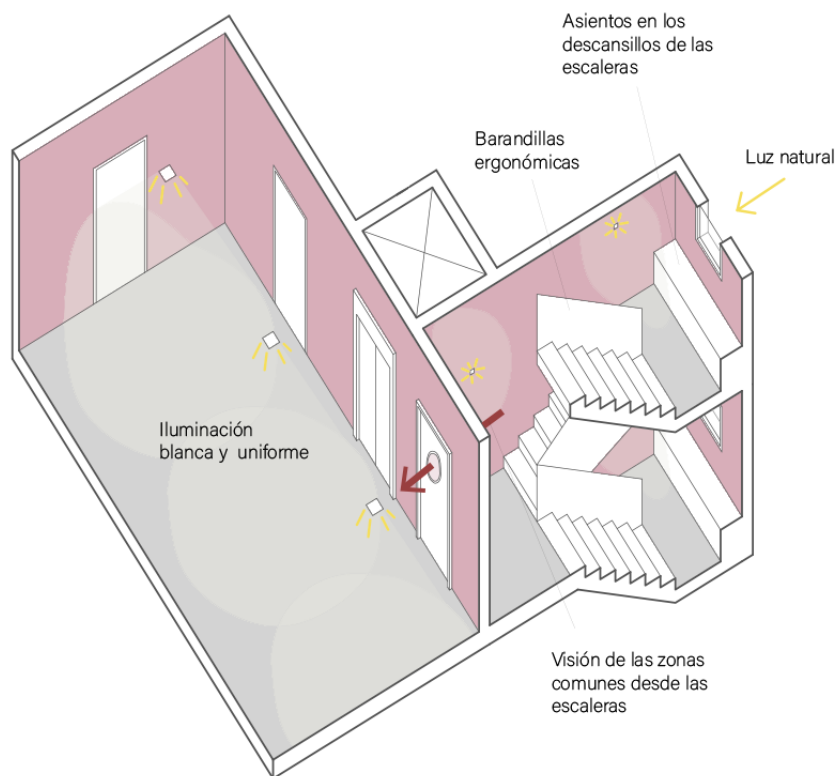 Asientos en los
descansillos de las
escaleras
Barandillas
ergonómicas
Luz natural
Iluminación
blanca y uniforme
Visión de las zonas
comunes desde las
escaleras